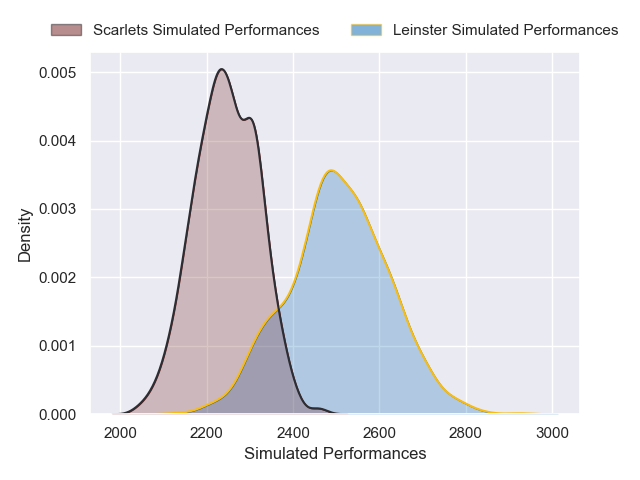 Scarlets Simulated Performances Leinster Simulated Performances
0.005
0.004
0.003
0.002
0.001
0.000
Density
2000 2200 2400 2600 2800 3000
Simulated Performances